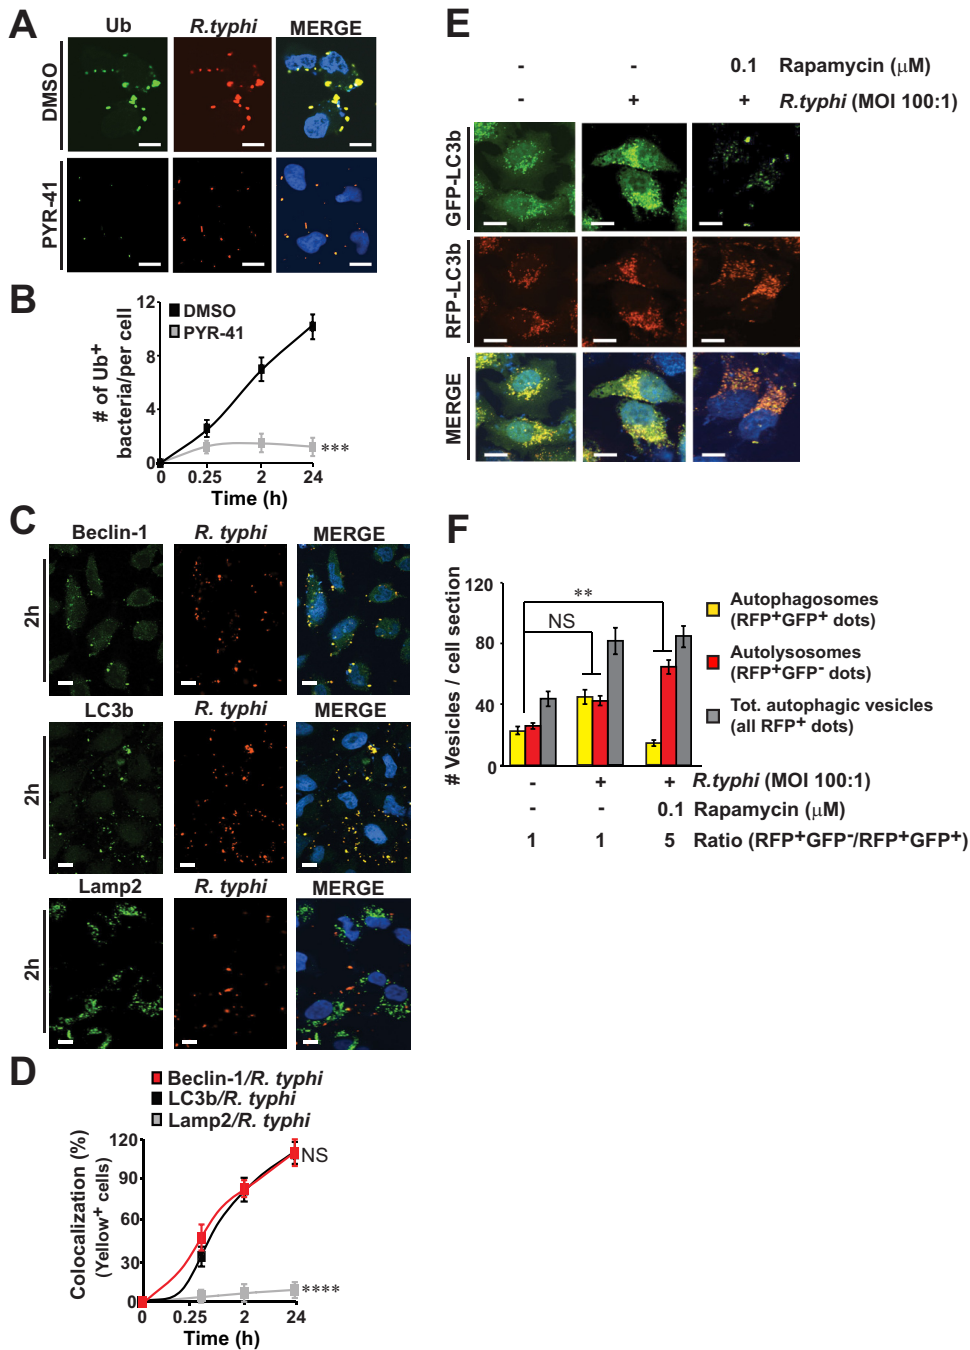 A
Ub R.typhi MERGE
DMSO
PYR-41
B
12
8
4
0
# of Ub+
bacteria/per cell
DMSO
PYR-41
***
0 0.25 2 24
Time (h)
C
Beclin-1 R. typhi MERGE
2h
LC3b R. typhi MERGE
2h
Lamp2 R. typhi MERGE
2h
D
Beclin-1/R. typhi
LC3b/R. typhi
Lamp2/R. typhi
120
90
60
30
0
Colocalization (%)
(Yellow+ cells)
NS
****
0 0.25 2 24
Time (h)
E
- - 0.1 Rapamycin (μM)
- + + R.typhi (MOI 100:1)
GFP-LC3b
RFP-LC3b
MERGE
F
120
80
40
0
# Vesicles / cell section
**
NS
Autophagosomes
(RFP+GFP+ dots)
Autolysosomes
(RFP+GFP- dots)
Tot. autophagic vesicles
(all RFP+ dots)
- + + R.typhi (MOI 100:1)
- - 0.1 Rapamycin (μM)
1 1 5 Ratio (RFP+GFP-/RFP+GFP+)